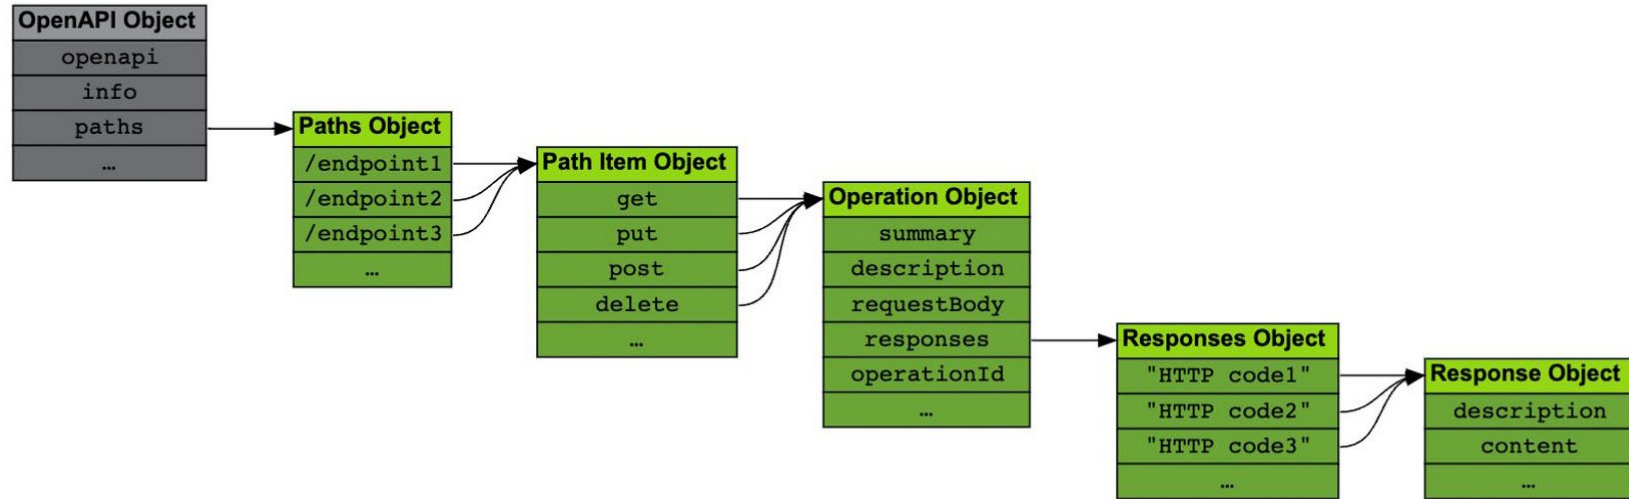 OpenAPI Object
openapi
info
paths
…
Paths Object
/endpoint1
/endpoint2
/endpoint3
…
Path Item Object
get
put
post
delete
…
Operation Object
summary
description
requestBody
responses
operationId
…
Responses Object
"HTTP code1"
"HTTP code2"
"HTTP code3"
…
Response Object
description
content
…